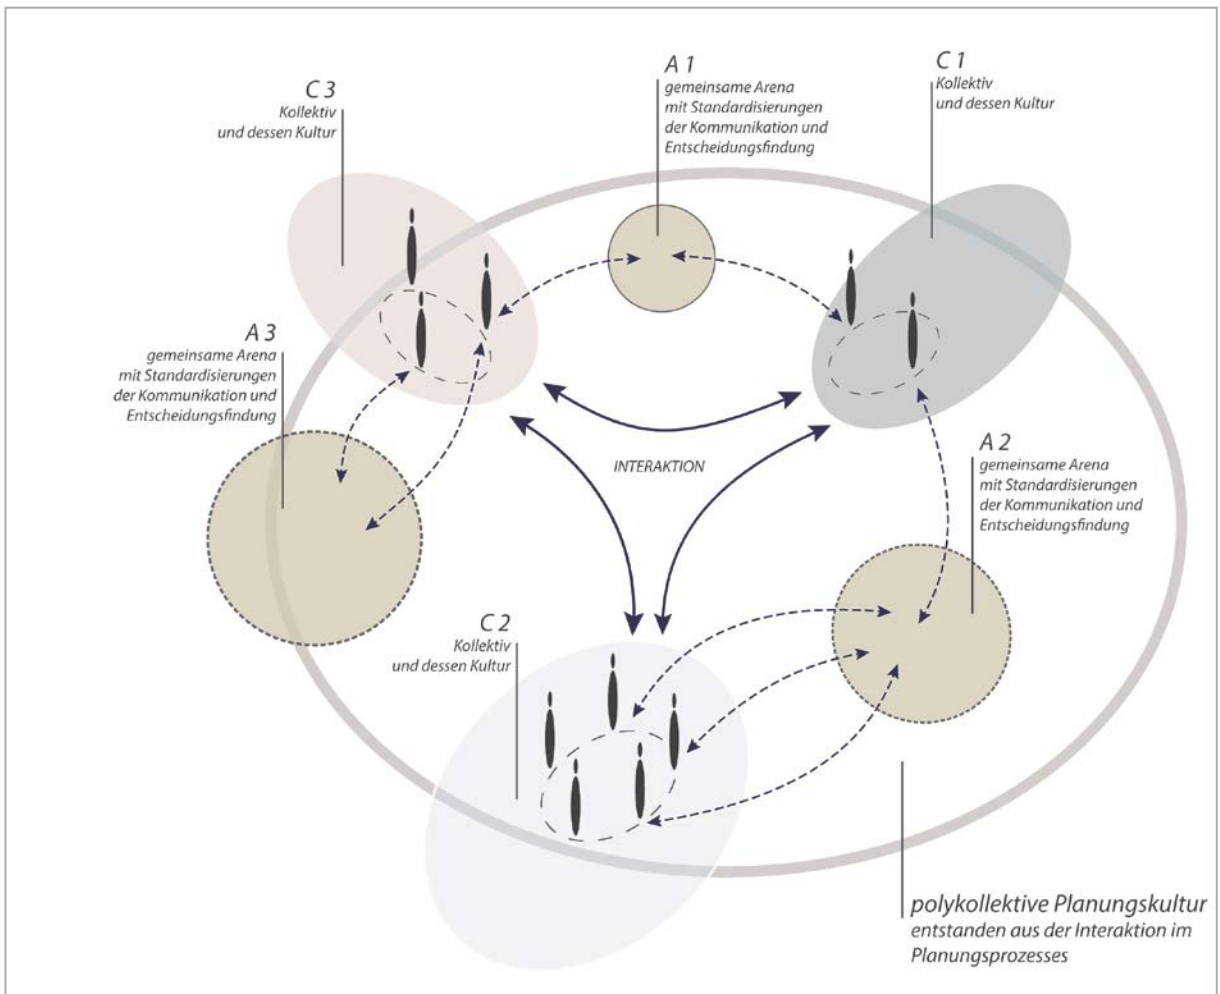 C 3
Kollektiv
und dessen Kultur
A 1
gemeinsame Arena
mit Standardisierungen
der Kommunikation und
Entscheidungsfindung
C 1
Kollektiv
und dessen Kultur
A 3
gemeinsame Arena
mit Standardisierungen
der Kommunikation und
Entscheidungsfindung
INTERAKTION
A 2
gemeinsame Arena
mit Standardisierungen
der Kommunikation und
Entscheidungsfindung
C 2
Kollektiv
und dessen Kultur
polykollektive Planungskultur
entstanden aus der Interaktion im
Planungsprozesses